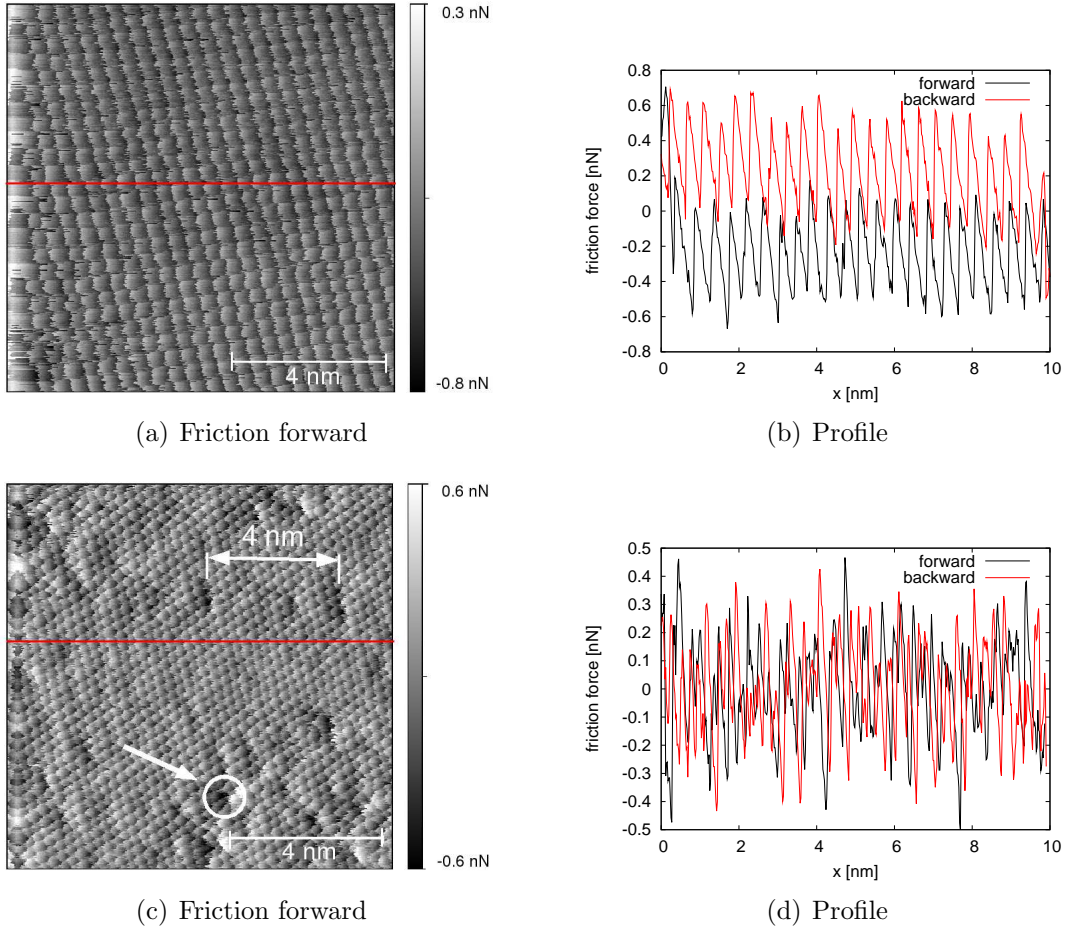 0.3 nN
4 nm
-0.8 nN
(a) Friction forward
0.8
0.6
0.4
0.2
0
-0.2
-0.4
-0.6
-0.8
friction force [nN]
forward
backward
0 2 4 6 8 10
x [nm]
(b) Profile
0.6 nN
4 nm
4 nm
-0.6 nN
(c) Friction forward
0.5
0.4
0.3
0.2
0.1
0
-0.1
-0.2
-0.3
-0.4
-0.5
friction force [nN]
forward
backward
0 2 4 6 8 10
x [nm]
(d) Profile